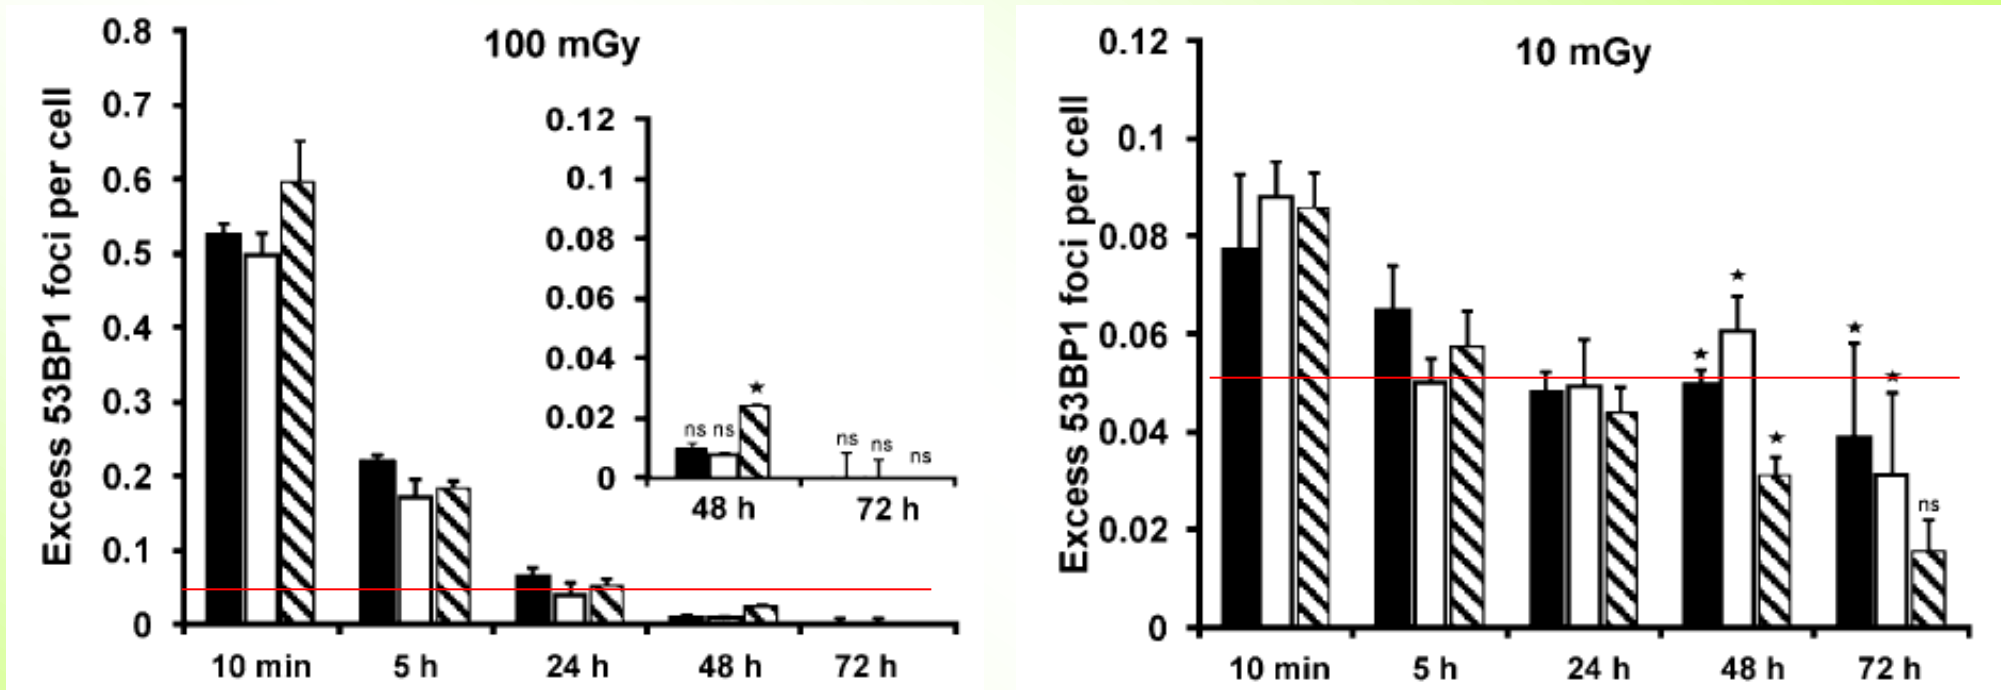 100 mGy
Excess 53BP1 foci per cell
0.8
0.7
0.6
0.5
0.4
0.3
0.2
0.1
0
10 min 5 h 24 h 48 h 72 h
0.12
0.1
0.08
0.06
0.04
0.02
0
ns ns ★
ns ns ns
48 h 72 h
10 mGy
Excess 53BP1 foci per cell
0.12
0.1
0.08
0.06
0.04
0.02
0
★ ★ ★
★ ★ ns
10 min 5 h 24 h 48 h 72 h